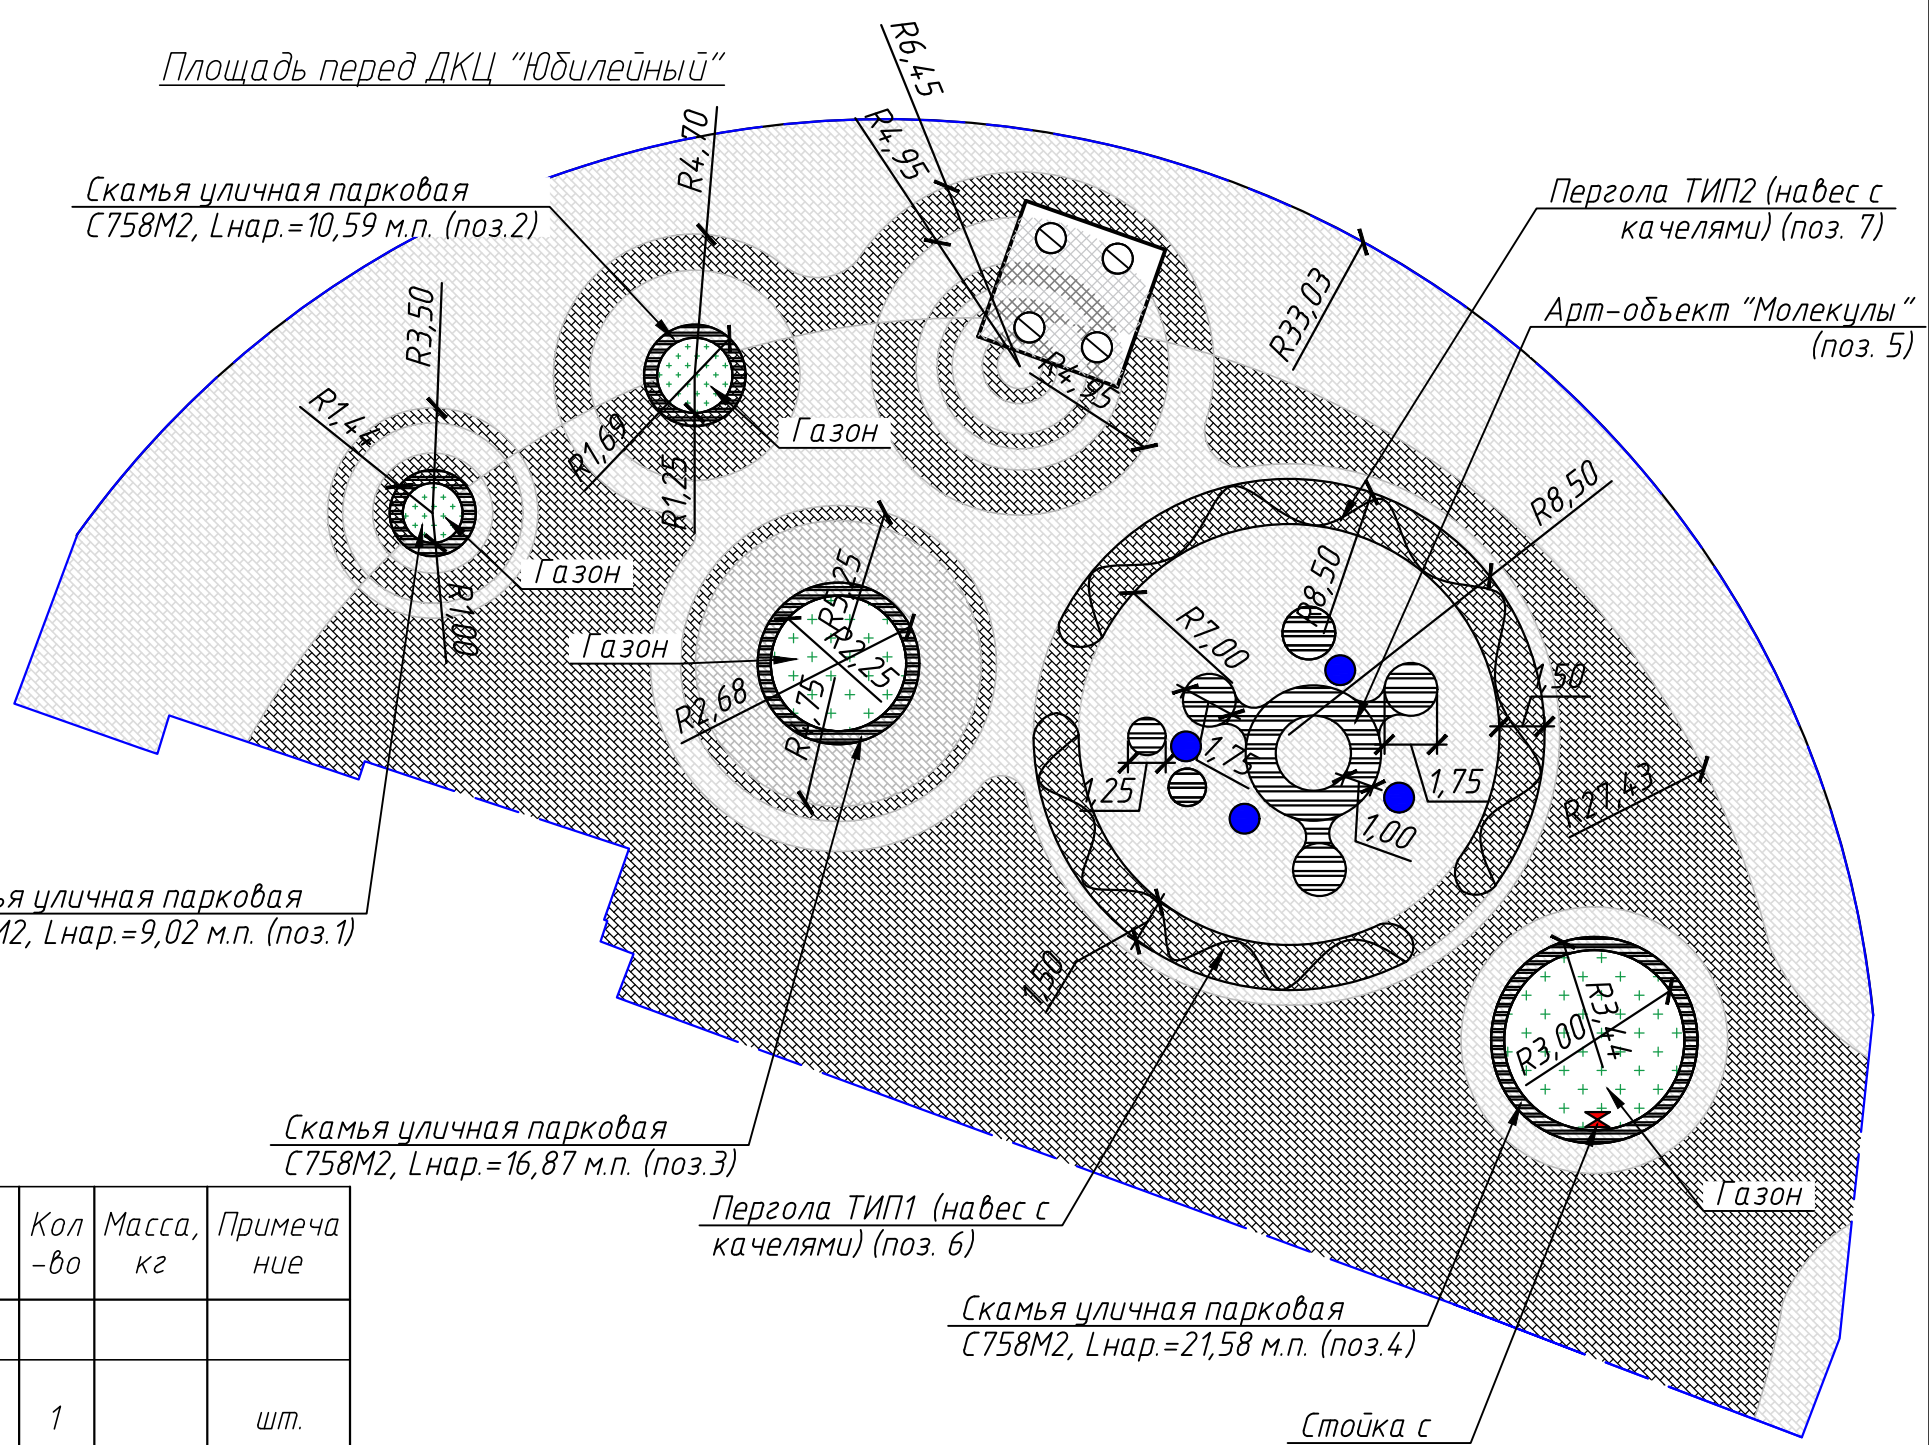 Площадь перед ДКЦ "Юбилейный"
R6,45
R4,95
R4,70
Скамья уличная парковая
С758М2, Lнар.=10,59 м.п. (поз.2)
Пергола ТИП2 (навес с
качелями) (поз. 7)
R33,03
Арт-объект "Молекулы"
(поз. 5)
R3,50
R1,44
R4,95
Газон
R1,69
R1,25
R8,50
R8,50
Газон
R1,00
R5,25
R7,00
Газон
R2,25
R2,68
1,50
1,75
1,25
1,75
R27,43
1,00
ья уличная парковая
М2, Lнар.=9,02 м.п. (поз.1)
1,50
R3,44
R3,00
Скамья уличная парковая
С758М2, Lнар.=16,87 м.п. (поз.3)
Газон
Пергола ТИП1 (навес с
качелями) (поз. 6)
Кол
-во
Масса,
кг
Примеча
ние
Скамья уличная парковая
С758М2, Lнар.=21,58 м.п. (поз.4)
1
шт.
Стойка с